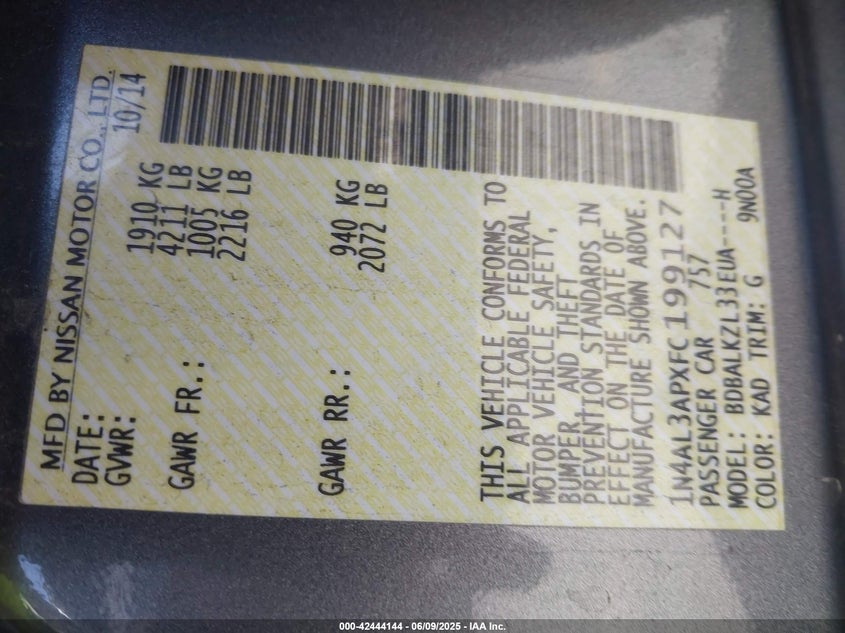 MFD BY NISSAN MOTOR CO., LTD.
DATE: 10/14
GVWR: 1910 KG
4211 LB
GAWR FR.: 1005 KG
2216 LB
GAWR RR.: 940 KG
2072 LB
THIS VEHICLE CONFORMS TO
ALL APPLICABLE FEDERAL
MOTOR VEHICLE SAFETY,
BUMPER AND THEFT
PREVENTION STANDARDS IN
EFFECT ON THE DATE OF
MANUFACTURE SHOWN ABOVE.
1N4AL3APXFC199127
PASSENGER CAR 757
MODEL: BDBALKZL33EUA----H
COLOR: KAD TRIM: G 9N00A
000-42444144 - 06/09/2025 - IAA Inc.